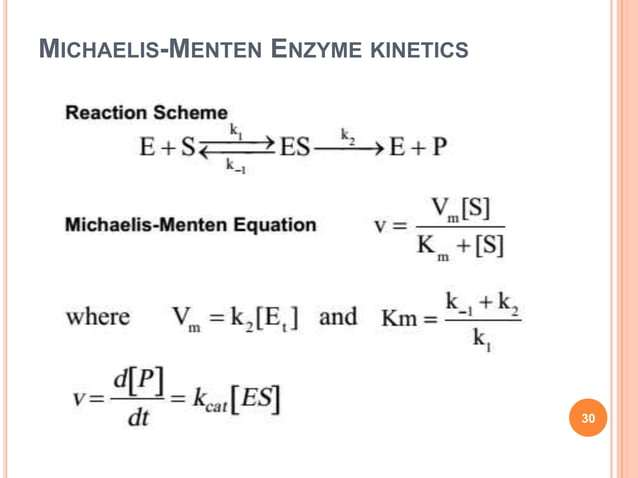 MICHAELIS-MENTEN ENZYME KINETICS
Reaction Scheme
E + S ⇌ ES → E + P
k₁ k₋₁ k₂
Michaelis-Menten Equation v = Vₘ[S] / Kₘ + [S]
where Vₘ = k₂[Eₜ] and Km = k₋₁ + k₂ / k₁
v = d[P] / dt = k_cat[ES]
30